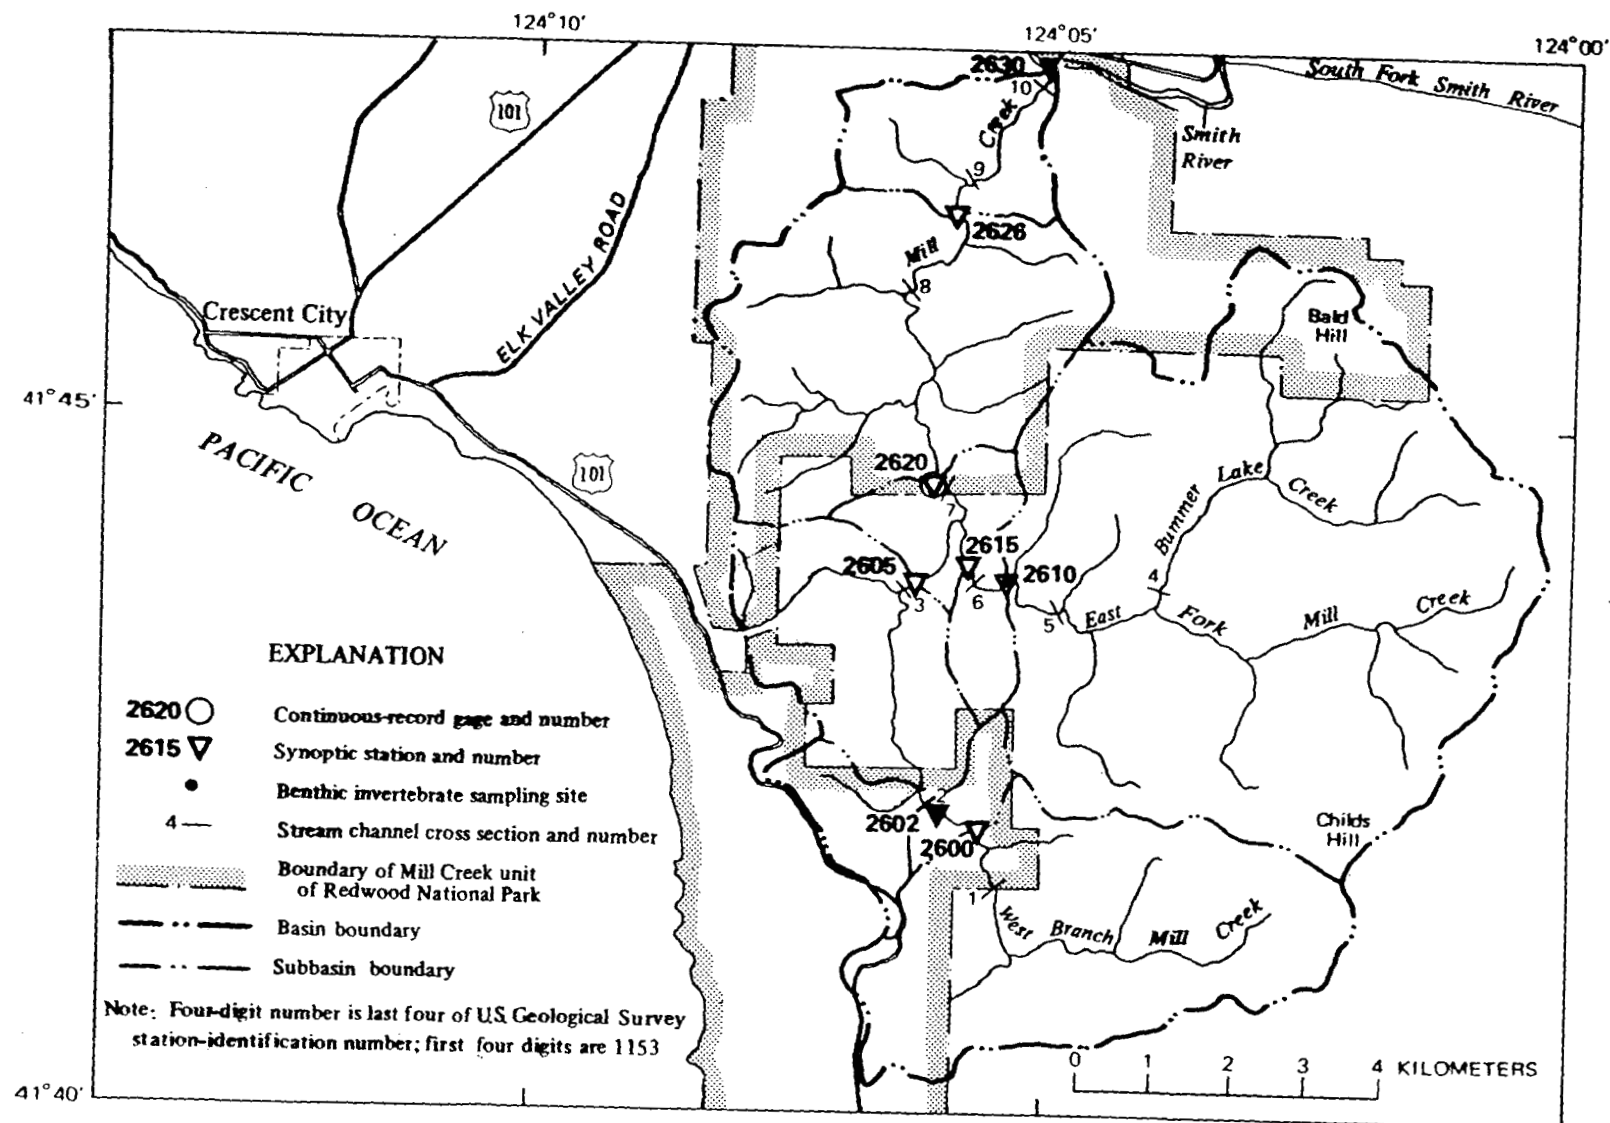 124°10'
124°05'
124°00'
2630
10
South Fork Smith River
101
Creek
Smith
River
9
2626
ELK VALLEY ROAD
Mill
8
Crescent City
Bald
Hill
41°45'
PACIFIC OCEAN
101
2620
7
Bummer Lake Creek
2615
2605
2610
3
6
5
4
East Fork Mill Creek
EXPLANATION
2620 Continuous-record gage and number
2615 Synoptic station and number
Benthic invertebrate sampling site
4 Stream channel cross section and number
Boundary of Mill Creek unit
of Redwood National Park
Basin boundary
Subbasin boundary
Note: Four-digit number is last four of U.S. Geological Survey
station-identification number; first four digits are 1153
2
2602
2600
Childs
Hill
1
West Branch Mill Creek
0 1 2 3 4 KILOMETERS
41°40'